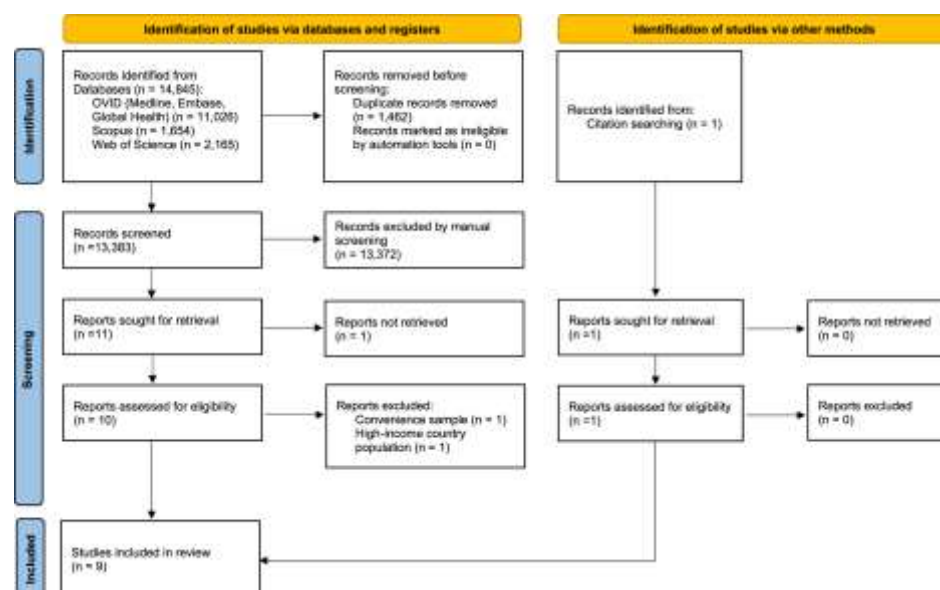 Identification of studies via databases and registers
Identification of studies via other methods
Identification
Records identified from
Databases (n = 14,845):
OVID (Medline, Embase,
Global Health) (n = 11,026)
Scopus (n = 1,654)
Web of Science (n = 2,165)
Records removed before
screening:
Duplicate records removed
(n = 1,462)
Records marked as ineligible
by automation tools (n = 0)
Records identified from:
Citation searching (n = 1)
Screening
Records screened
(n =13,383)
Records excluded by manual
screening
(n = 13,372)
Reports sought for retrieval
(n =11)
Reports not retrieved
(n = 1)
Reports sought for retrieval
(n =1)
Reports not retrieved
(n = 0)
Reports assessed for eligibility
(n = 10)
Reports excluded:
Convenience sample (n = 1)
High-income country
population (n = 1)
Reports assessed for eligibility
(n =1)
Reports excluded
(n = 0)
Included
Studies included in review
(n = 9)